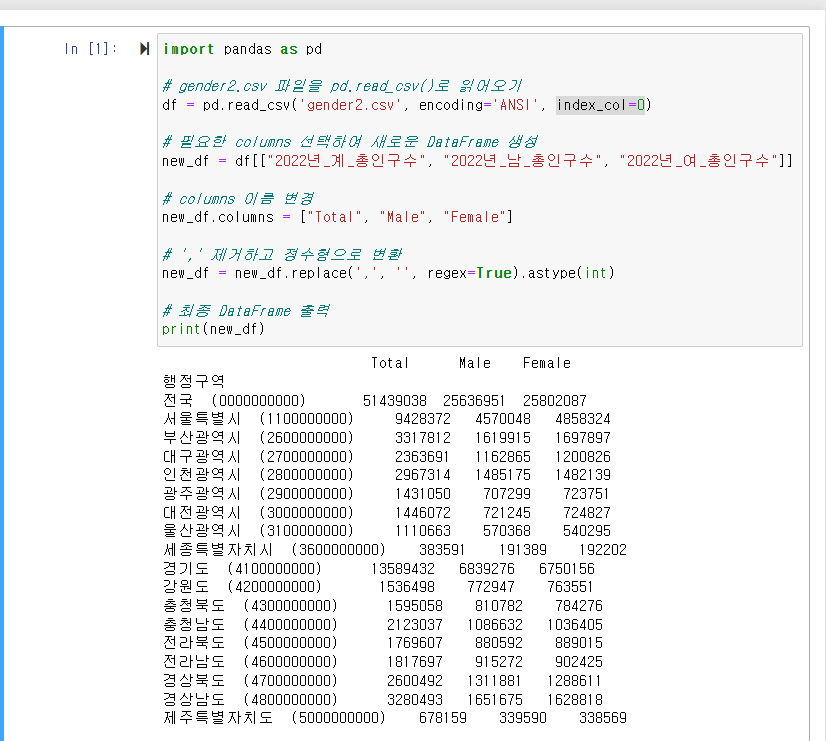 In [1]:
import pandas as pd
# gender2.csv 파일을 pd.read_csv()로 읽어오기
df = pd.read_csv('gender2.csv', encoding='ANSI', index_col=0)
# 필요한 columns 선택하여 새로운 DataFrame 생성
new_df = df[["2022년_계_총인구수", "2022년_남_총인구수", "2022년_여_총인구수"]]
# columns 이름 변경
new_df.columns = ["Total", "Male", "Female"]
# ',' 제거하고 정수형으로 변환
new_df = new_df.replace(',', '', regex=True).astype(int)
# 최종 DataFrame 출력
print(new_df)
Total Male Female
행정구역
전국 (0000000000) 51439038 25636951 25802087
서울특별시 (1100000000) 9428372 4570048 4858324
부산광역시 (2600000000) 3317812 1619915 1697897
대구광역시 (2700000000) 2363691 1162865 1200826
인천광역시 (2800000000) 2967314 1485175 1482139
광주광역시 (2900000000) 1431050 707299 723751
대전광역시 (3000000000) 1446072 721245 724827
울산광역시 (3100000000) 1110663 570368 540295
세종특별자치시 (3600000000) 383591 191389 192202
경기도 (4100000000) 13589432 6839276 6750156
강원도 (4200000000) 1536498 772947 763551
충청북도 (4300000000) 1595058 810782 784276
충청남도 (4400000000) 2123037 1086632 1036405
전라북도 (4500000000) 1769607 880592 889015
전라남도 (4600000000) 1817697 915272 902425
경상북도 (4700000000) 2600492 1311881 1288611
경상남도 (4800000000) 3280493 1651675 1628818
제주특별자치도 (5000000000) 678159 339590 338569